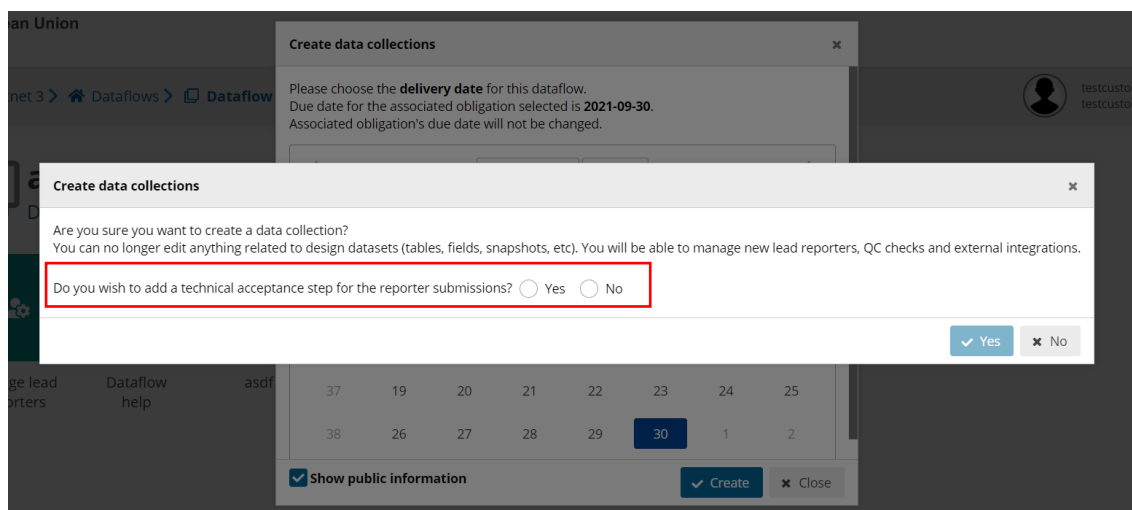 ean Union
Create data collections
net 3 > Dataflows > Dataflow
Please choose the delivery date for this dataflow.
Due date for the associated obligation selected is 2021-09-30.
Associated obligation's due date will not be changed.
testcusto
testcusto
Create data collections
Are you sure you want to create a data collection?
You can no longer edit anything related to design datasets (tables, fields, snapshots, etc). You will be able to manage new lead reporters, QC checks and external integrations.
Do you wish to add a technical acceptance step for the reporter submissions? Yes No
Yes No
ge lead
orters
Dataflow
help
asdf
37 19 20 21 22 23 24 25
38 26 27 28 29 30 1 2
Show public information
Create Close